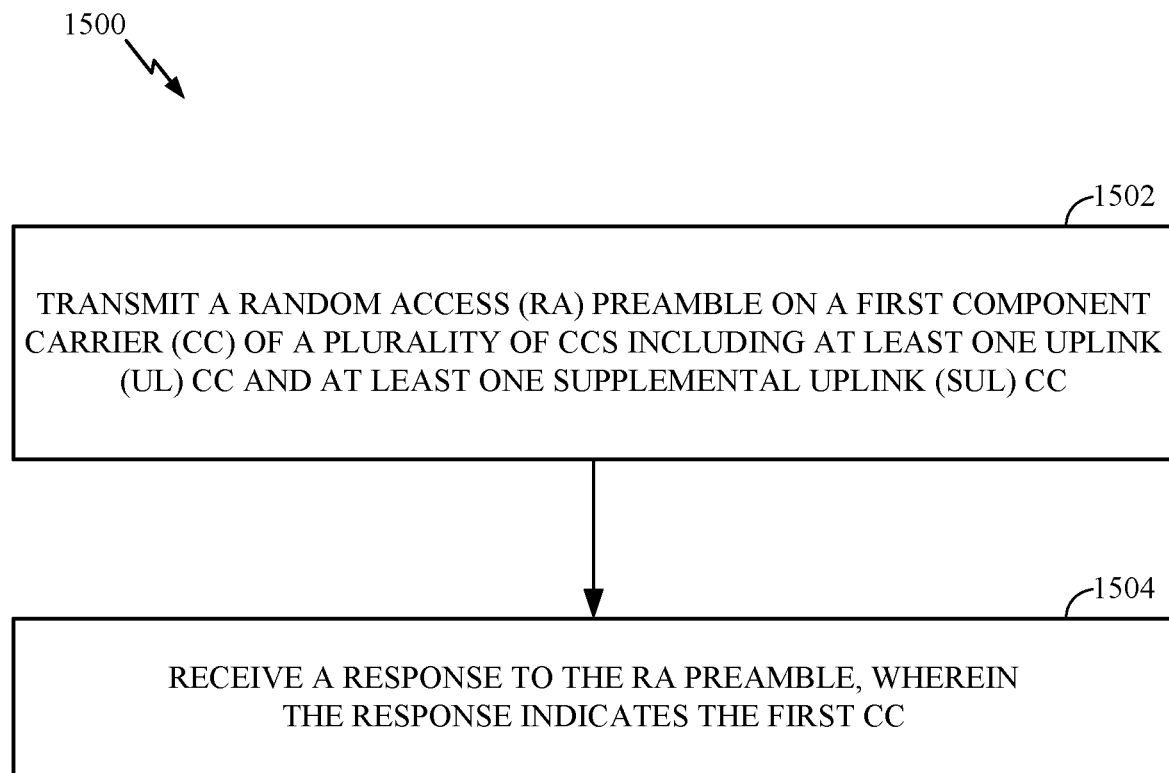 1500
1502
TRANSMIT A RANDOM ACCESS (RA) PREAMBLE ON A FIRST COMPONENT
CARRIER (CC) OF A PLURALITY OF CCS INCLUDING AT LEAST ONE UPLINK
(UL) CC AND AT LEAST ONE SUPPLEMENTAL UPLINK (SUL) CC
1504
RECEIVE A RESPONSE TO THE RA PREAMBLE, WHEREIN
THE RESPONSE INDICATES THE FIRST CC